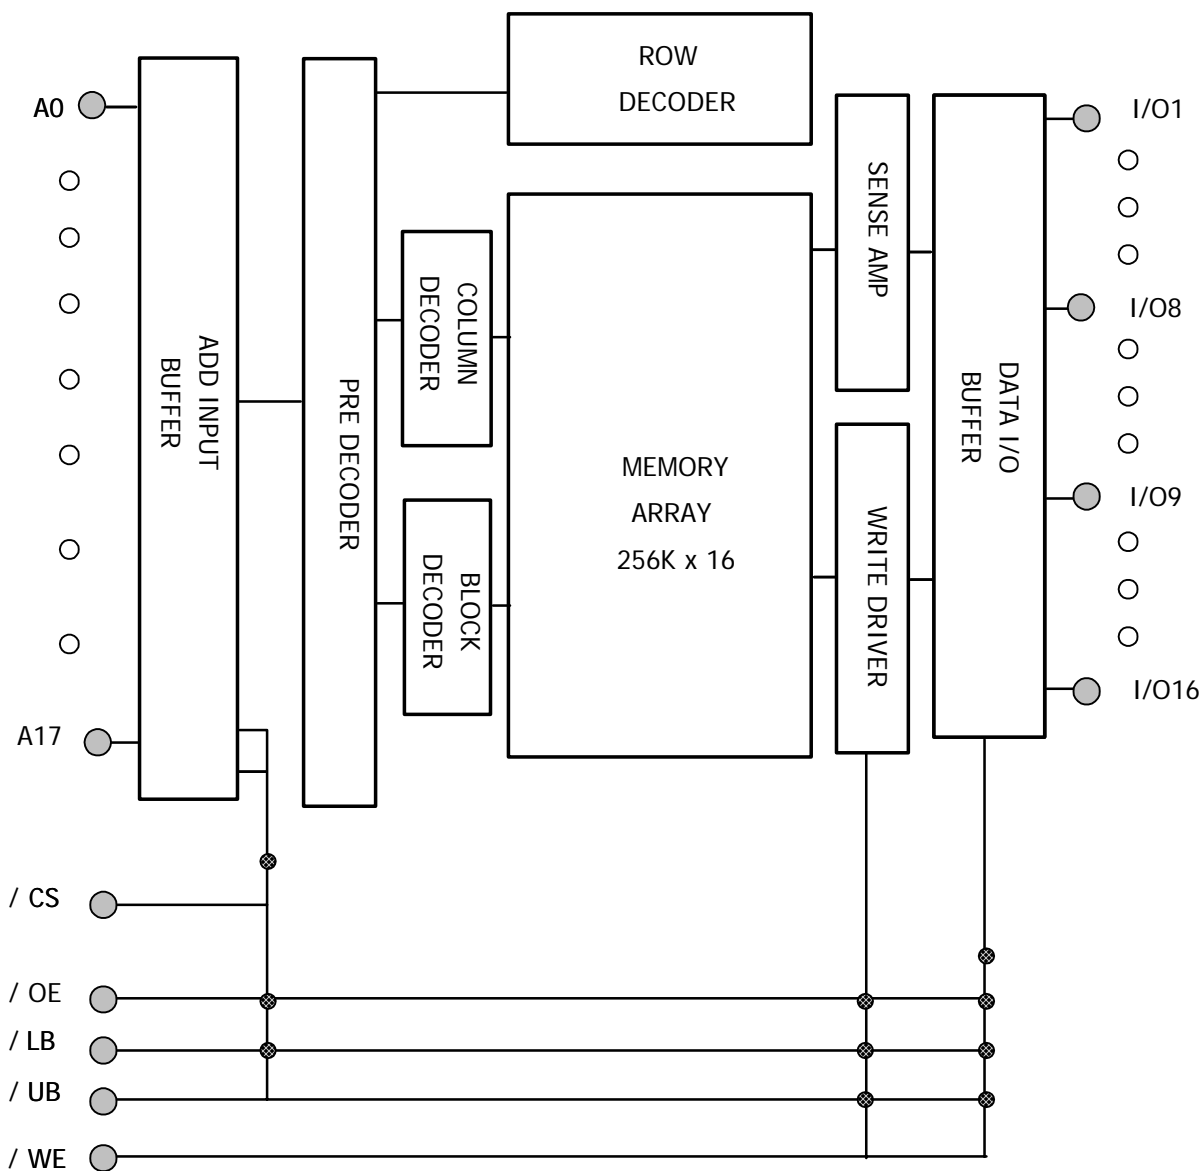 ROW
DECODER
A0
I/O1
SENSE AMP
COLUMN
DECODER
I/O8
ADD INPUT
BUFFER
PRE DECODER
DATA I/O
BUFFER
MEMORY
ARRAY
256K x 16
I/O9
WRITE DRIVER
BLOCK
DECODER
I/O16
A17
/ CS
/ OE
/ LB
/ UB
/ WE